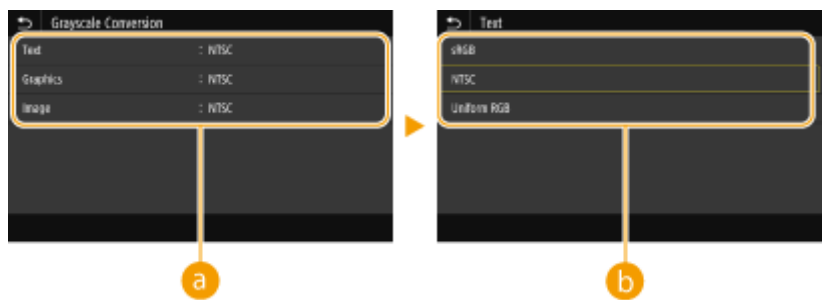 Grayscale Conversion
Text : NTSC
Graphics : NTSC
Image : NTSC
a
Text
sRGB
NTSC
Uniform RGB
b